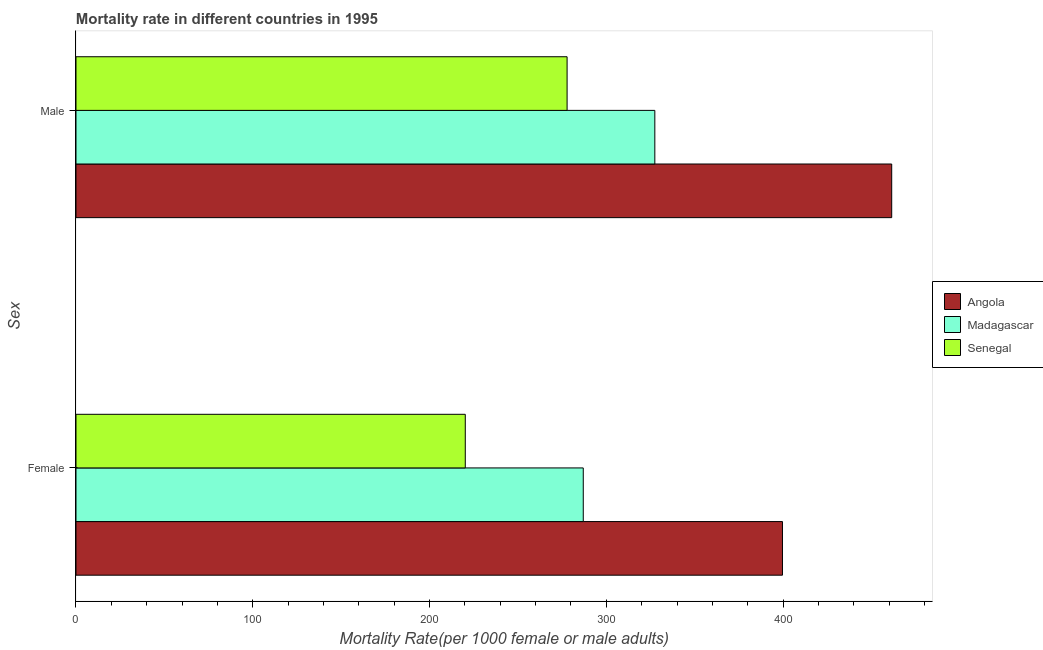 Mortality rate in different countries in 1995
Male
Female
Sex
0
100
200
300
400
Mortality Rate(per 1000 female or male adults)
Angola
Madagascar
Senegal